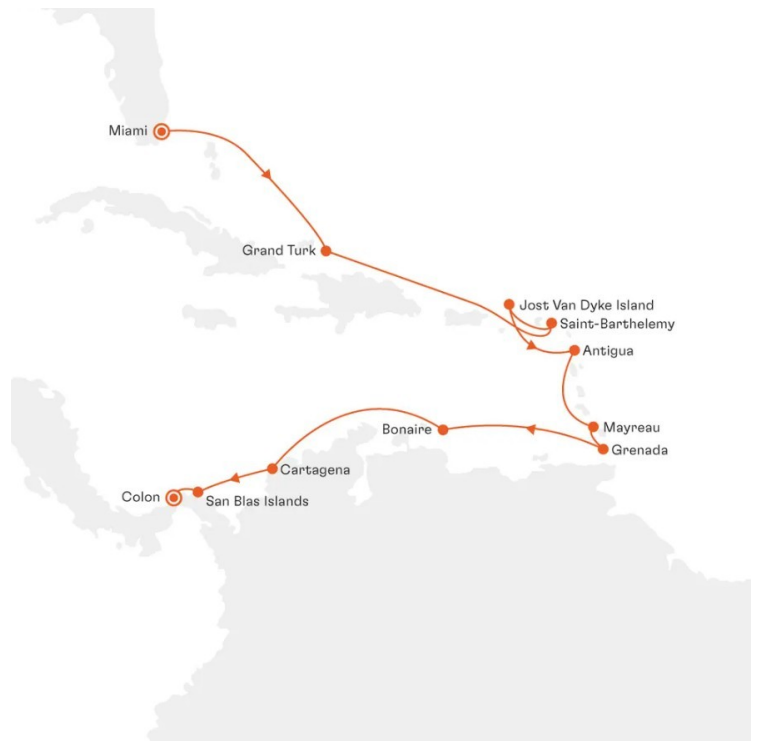 Miami
Grand Turk
Jost Van Dyke Island
Saint-Barthelemy
Antigua
Mayreau
Bonaire
Grenada
Cartagena
Colon
San Blas Islands